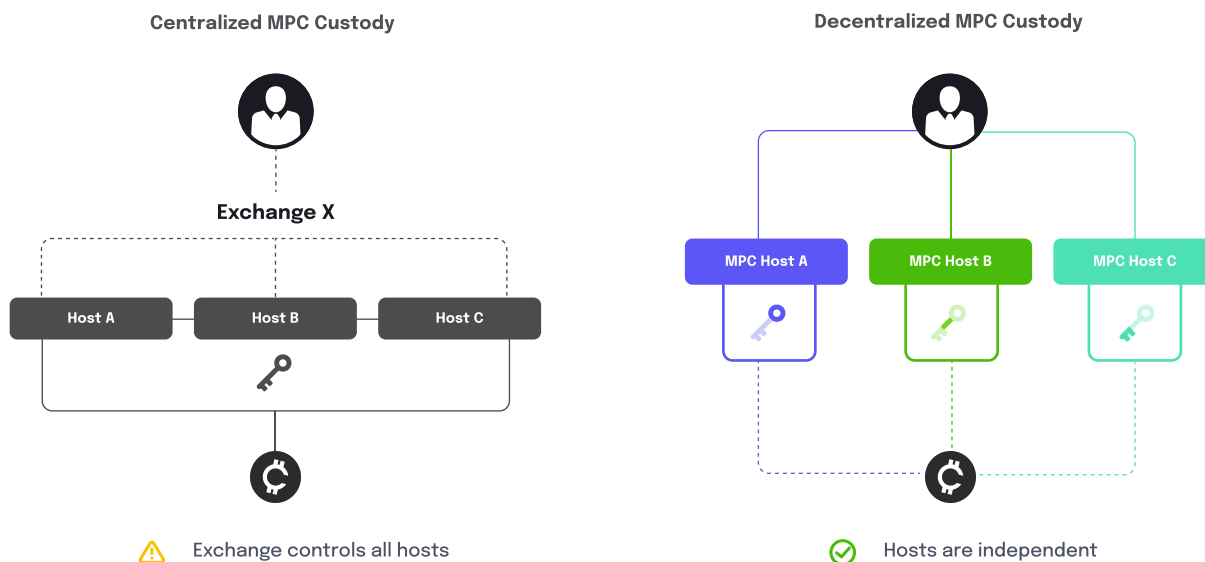 Centralized MPC Custody
Exchange X
Host A
Host B
Host C
Exchange controls all hosts
Decentralized MPC Custody
MPC Host A
MPC Host B
MPC Host C
Hosts are independent